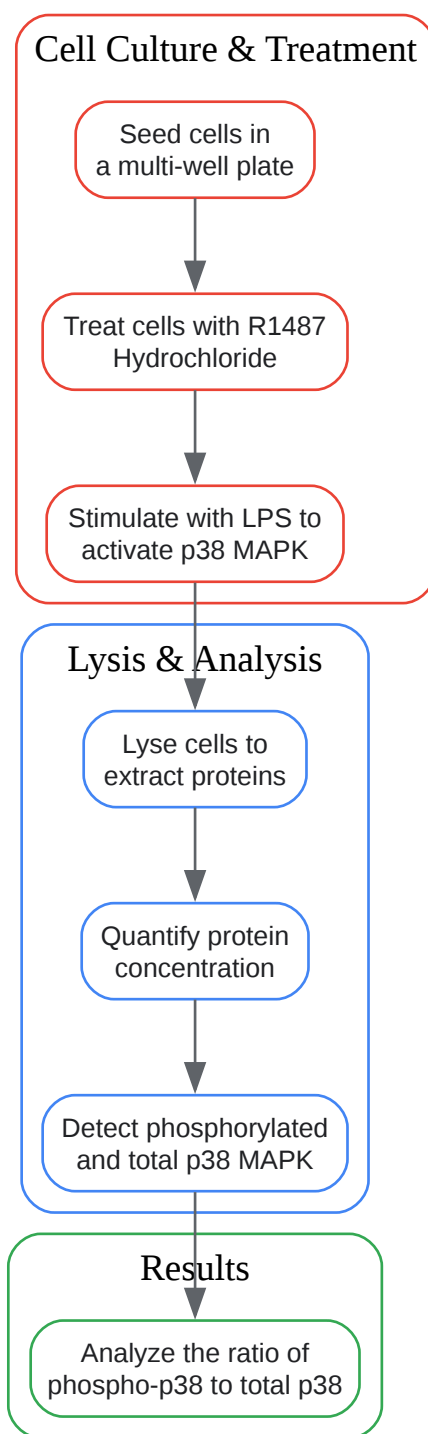 Cell Culture & Treatment
Seed cells in
a multi-well plate
Treat cells with R1487
Hydrochloride
Stimulate with LPS to
activate p38 MAPK
Lysis & Analysis
Lyse cells to
extract proteins
Quantify protein
concentration
Detect phosphorylated
and total p38 MAPK
Results
Analyze the ratio of
phospho-p38 to total p38